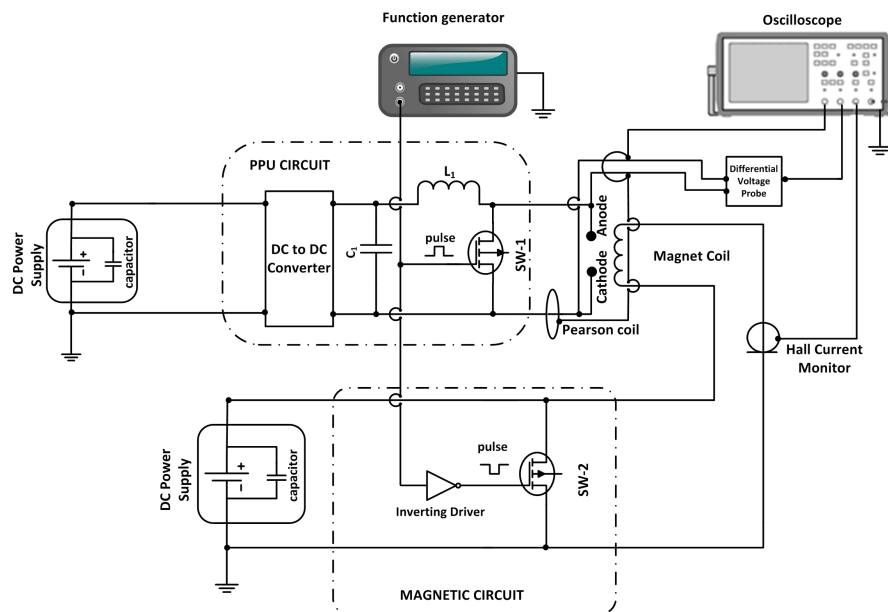 Function generator
Oscilloscope
PPU CIRCUIT
L1
Differential
Voltage
Probe
DC Power
Supply
+
-
capacitor
DC to DC
Converter
C1
pulse
SW-1
Anode
Cathode
Magnet Coil
Pearson coil
Hall Current
Monitor
DC Power
Supply
+
-
capacitor
pulse
SW-2
Inverting Driver
MAGNETIC CIRCUIT